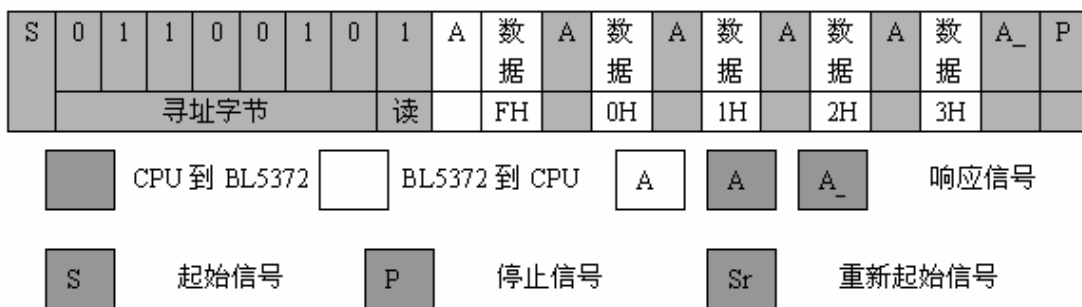 S 0 1 1 0 0 1 0 1 A 数据 A 数据 A 数据 A 数据 A 数据 A_ P
寻址字节 读 FH 0H 1H 2H 3H
CPU 到 BL5372 BL5372 到 CPU A A A_ 响应信号
S 起始信号 P 停止信号 Sr 重新起始信号